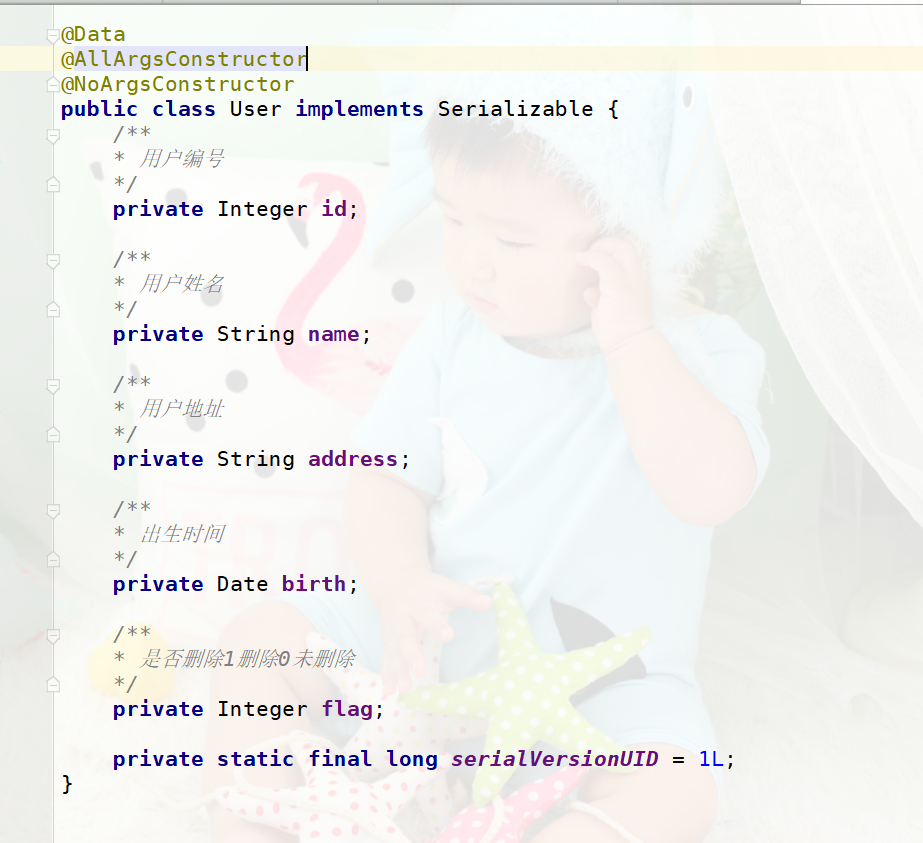 @Data
@AllArgsConstructor
@NoArgsConstructor
public class User implements Serializable {
    /**
    * 用户编号
    */
    private Integer id;

    /**
    * 用户姓名
    */
    private String name;

    /**
    * 用户地址
    */
    private String address;

    /**
    * 出生时间
    */
    private Date birth;

    /**
    * 是否删除1删除0未删除
    */
    private Integer flag;

    private static final long serialVersionUID = 1L;
}